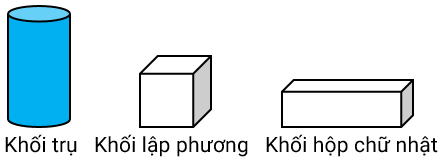 Khối trụ Khối lập phương Khối hộp chữ nhật